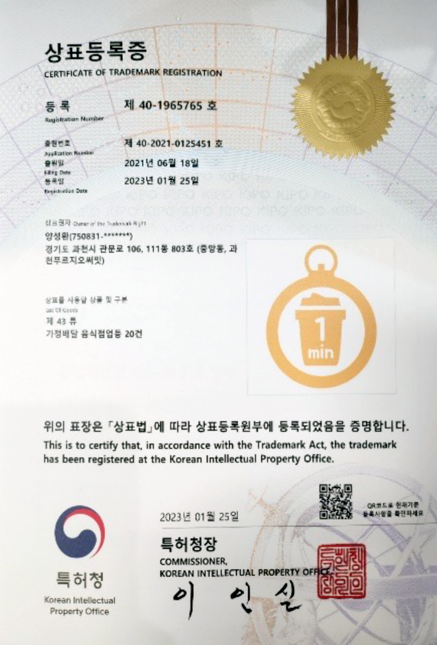 상표등록증
CERTIFICATE OF TRADEMARK REGISTRATION
등 록 제 40-1965765 호
Registration Number
출원번호 제 40-2021-0125451 호
Application Number
출원일 2021년 06월 18일
Filing Date
등록일 2023년 01월 25일
Registration Date
상표권자 Owner of the Trademark Right
양성환(750831-*******)
경기도 과천시 관문로 106, 111동 803호 (중앙동, 과
천푸르지오써밋)
상표를 사용할 상품 및 구분
List Of Goods
제 43 류
가정배달 음식점업등 20건
1
min
위의 표장은 「상표법」에 따라 상표등록원부에 등록되었음을 증명합니다.
This is to certify that, in accordance with the Trademark Act, the trademark
has been registered at the Korean Intellectual Property Office.
QR코드로 현재기준
등록사항을 확인하세요
2023년 01월 25일
특허청장
COMMISSIONER,
KOREAN INTELLECTUAL PROPERTY OFFICE
이 인 실
특허청
Korean Intellectual
Property Office